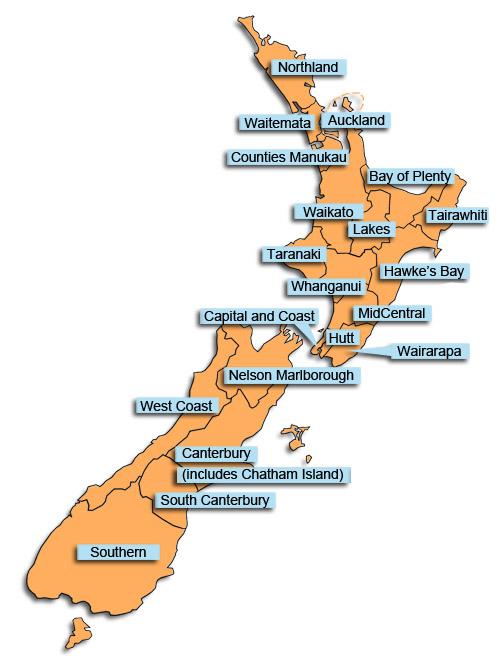 Northland
Waitemata
Auckland
Counties Manukau
Bay of Plenty
Waikato
Tairawhiti
Lakes
Taranaki
Hawke's Bay
Whanganui
MidCentral
Capital and Coast
Hutt
Wairarapa
Nelson Marlborough
West Coast
Canterbury
(includes Chatham Island)
South Canterbury
Southern